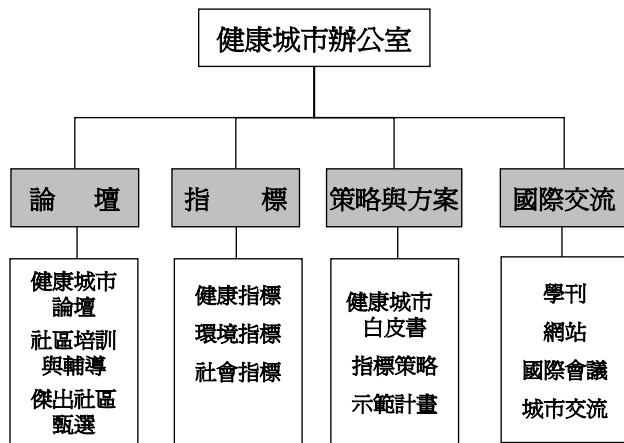 健康城市辦公室
論 壇
指 標
策略與方案
國際交流
健康城市
論壇
社區培訓
與輔導
傑出社區
甄選
健康指標
環境指標
社會指標
健康城市
白皮書
指標策略
示範計畫
學刊
網站
國際會議
城市交流